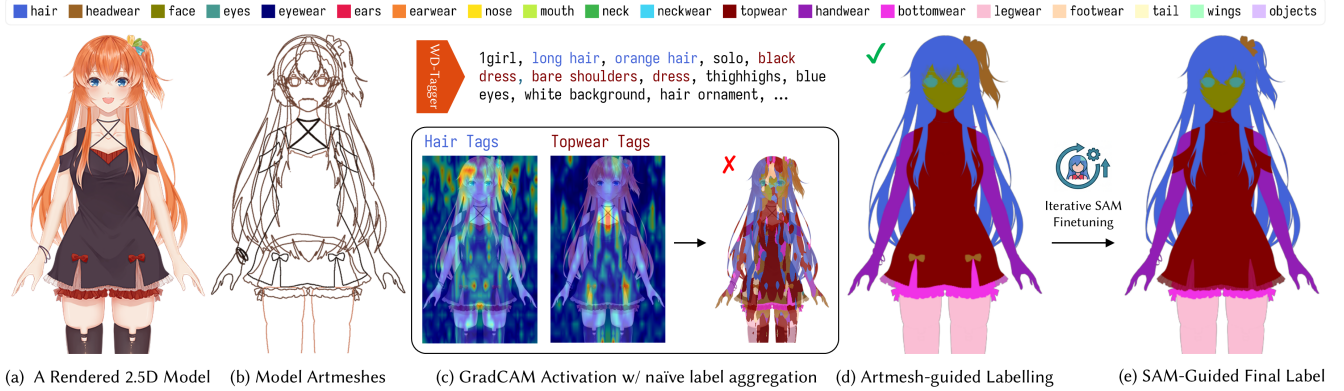 hair headwear face eyes eyewear ears earwear nose mouth neck neckwear topwear handwear bottomwear legwear footwear tail wings objects
WD-Tagger
1girl, long hair, orange hair, solo, black
dress, bare shoulders, dress, thighhighs, blue
eyes, white background, hair ornament, ...
Hair Tags
Topwear Tags
Iterative SAM
Finetuning
(a) A Rendered 2.5D Model
(b) Model Artmeshes
(c) GradCAM Activation w/ naïve label aggregation
(d) Artmesh-guided Labelling
(e) SAM-Guided Final Label